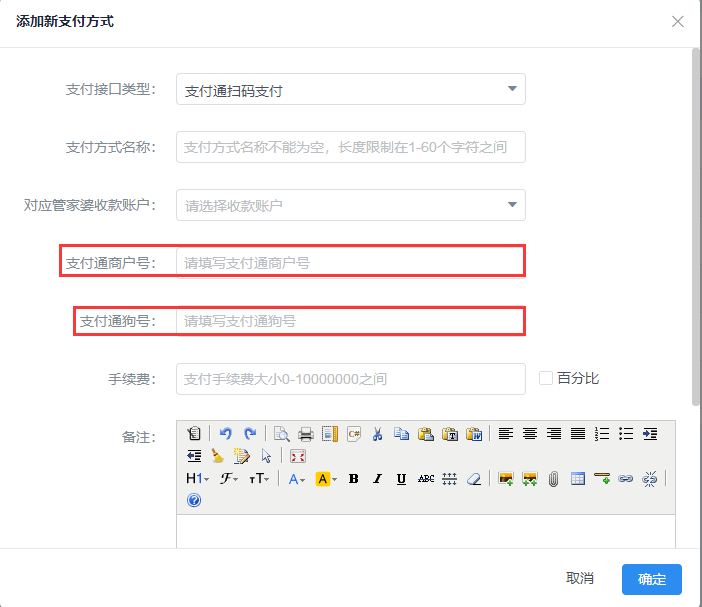 添加新支付方式
支付接口类型： 支付通扫码支付
支付方式名称： 支付方式名称不能为空，长度限制在1-60个字符之间
对应管家婆收款账户： 请选择收款账户
支付通商户号： 请填写支付通商户号
支付通狗号： 请填写支付通狗号
手续费： 支付手续费大小0-10000000之间 百分比
备注：
H1 F TT A A B I U ABC
取消 确定